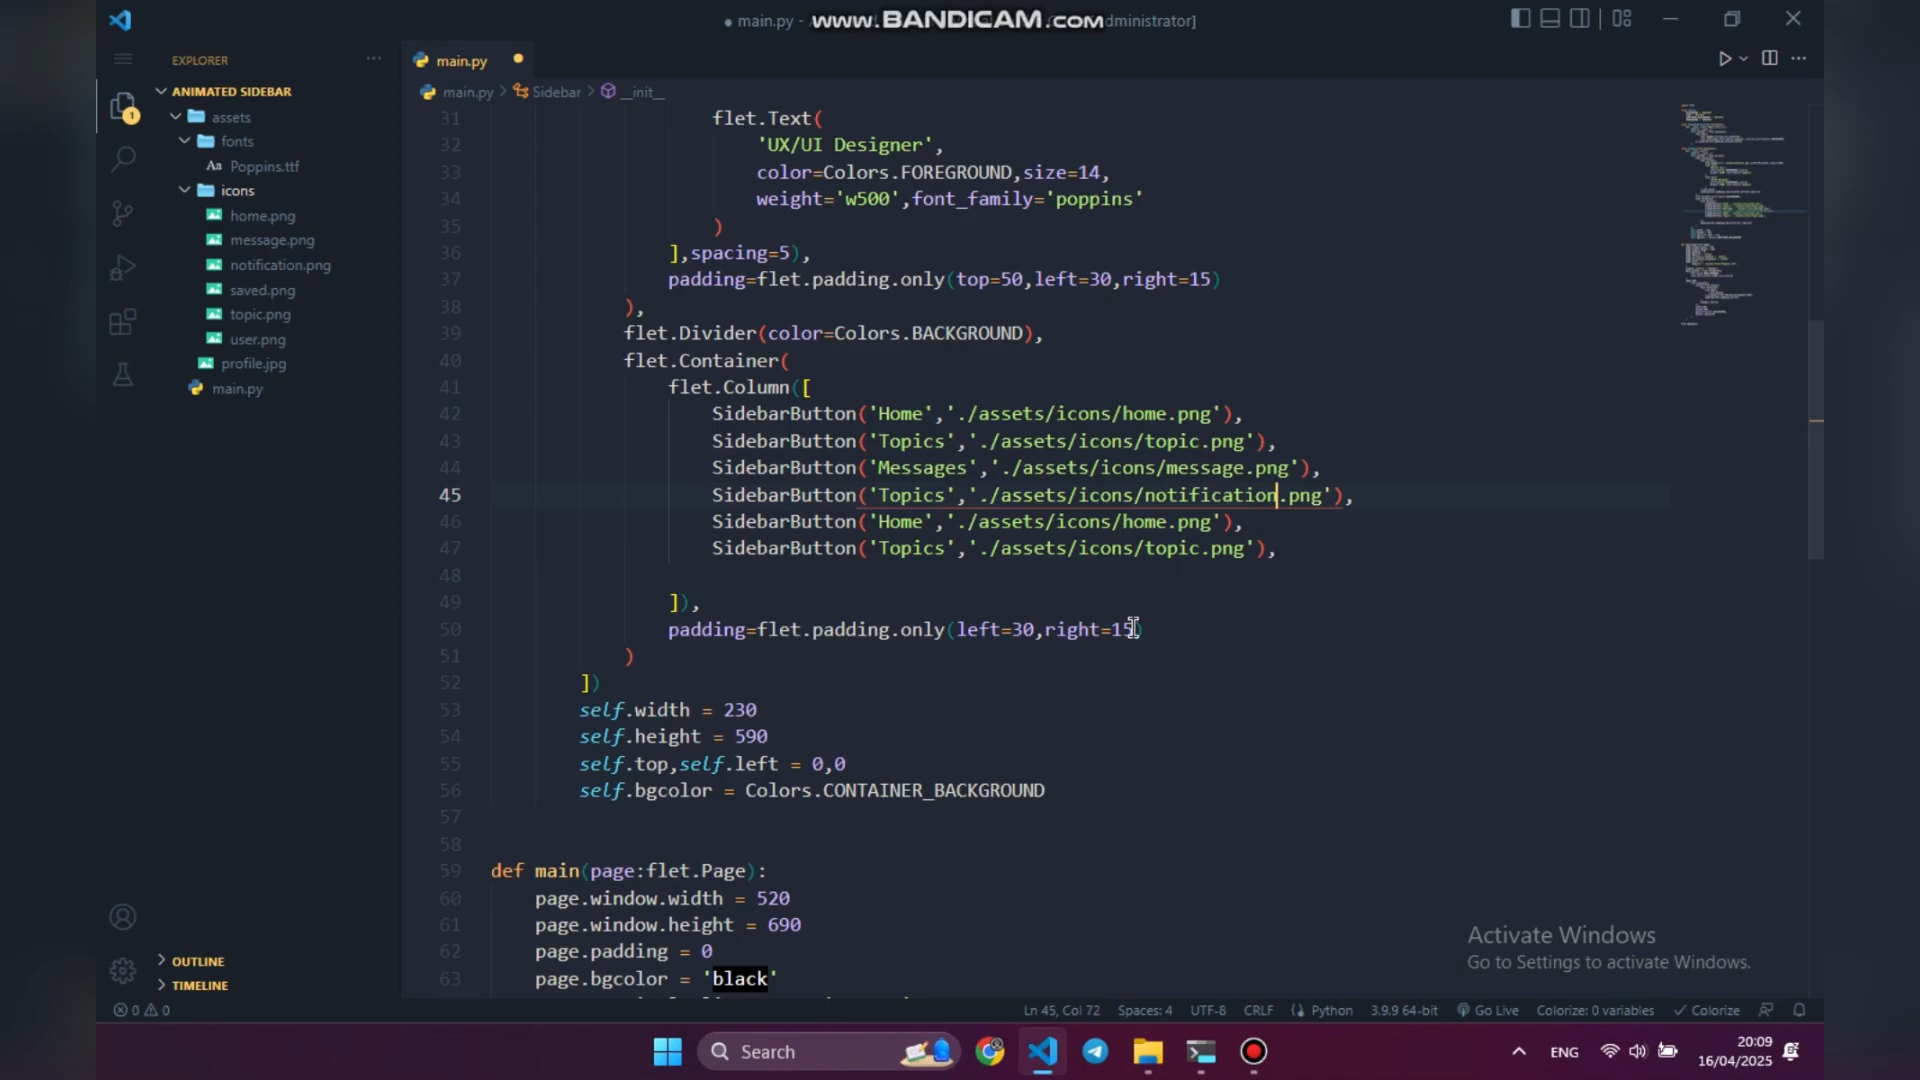 ● main.py -
www.BANDICAM.com
dministrator]
EXPLORER
ANIMATED SIDEBAR
assets
fonts
Aa Poppins.ttf
icons
home.png
message.png
notification.png
saved.png
topic.png
user.png
profile.jpg
main.py
1
OUTLINE
TIMELINE
main.py
main.py > Sidebar > __init__
31 flet.Text(
32 'UX/UI Designer',
33 color=Colors.FOREGROUND,size=14,
34 weight='w500',font_family='poppins'
35 )
36 ],spacing=5),
37 padding=flet.padding.only(top=50,left=30,right=15)
38 ),
39 flet.Divider(color=Colors.BACKGROUND),
40 flet.Container(
41 flet.Column([
42 SidebarButton('Home','./assets/icons/home.png'),
43 SidebarButton('Topics','./assets/icons/topic.png'),
44 SidebarButton('Messages','./assets/icons/message.png'),
45 SidebarButton('Topics','./assets/icons/notification.png'),
46 SidebarButton('Home','./assets/icons/home.png'),
47 SidebarButton('Topics','./assets/icons/topic.png'),
48
49 ]),
50 padding=flet.padding.only(left=30,right=15)
51 )
52 ])
53 self.width = 230
54 self.height = 590
55 self.top,self.left = 0,0
56 self.bgcolor = Colors.CONTAINER_BACKGROUND
57
58
59 def main(page:flet.Page):
60 page.window.width = 520
61 page.window.height = 690
62 page.padding = 0
63 page.bgcolor = 'black'
Activate Windows
Go to Settings to activate Windows.
0 0
Ln 45, Col 72 Spaces: 4 UTF-8 CRLF Python 3.9.9 64-bit Go Live Colorize: 0 variables Colorize
Search
ENG
20:09
16/04/2025